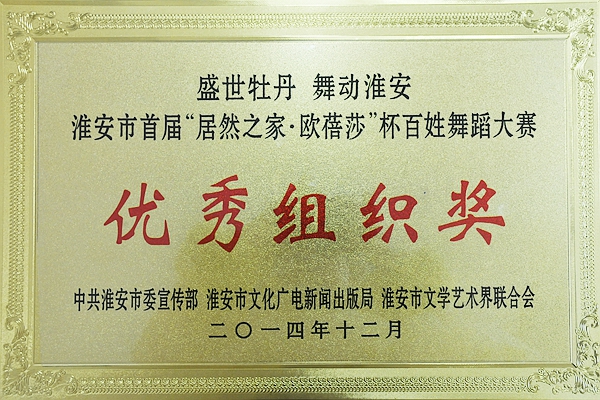 盛世牡丹 舞动淮安
淮安市首届“居然之家·欧蓓莎”杯百姓舞蹈大赛
优秀组织奖
中共淮安市委宣传部 淮安市文化广电新闻出版局 淮安市文学艺术界联合会
二〇一四年十二月